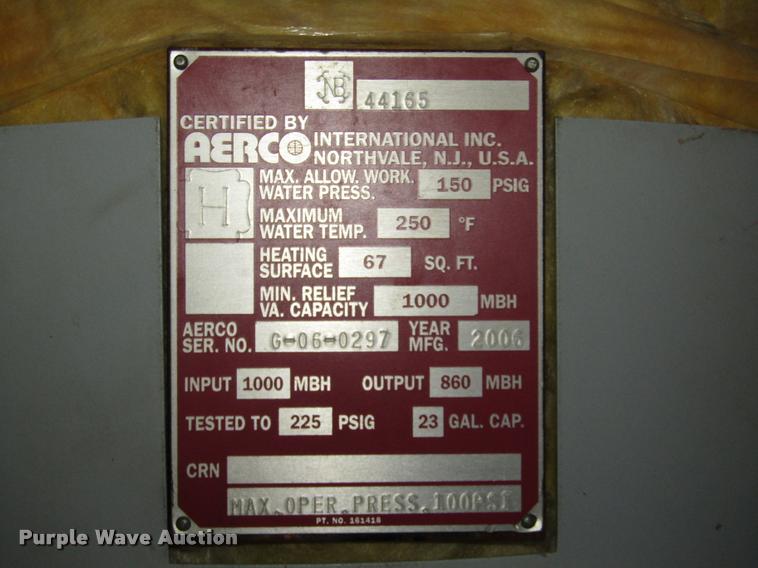 NB 44165
CERTIFIED BY
AERCO INTERNATIONAL INC.
NORTHVALE, N.J., U.S.A.
H
MAX. ALLOW. WORK.
WATER PRESS. 150 PSIG
MAXIMUM
WATER TEMP. 250 °F
HEATING
SURFACE 67 SQ. FT.
MIN. RELIEF
VA. CAPACITY 1000 MBH
AERCO
SER. NO. G-06-0297
YEAR
MFG. 2006
INPUT 1000 MBH OUTPUT 860 MBH
TESTED TO 225 PSIG 23 GAL. CAP.
CRN
MAX.OPER.PRESS.100PSI
PT. NO. 161416
Purple Wave Auction